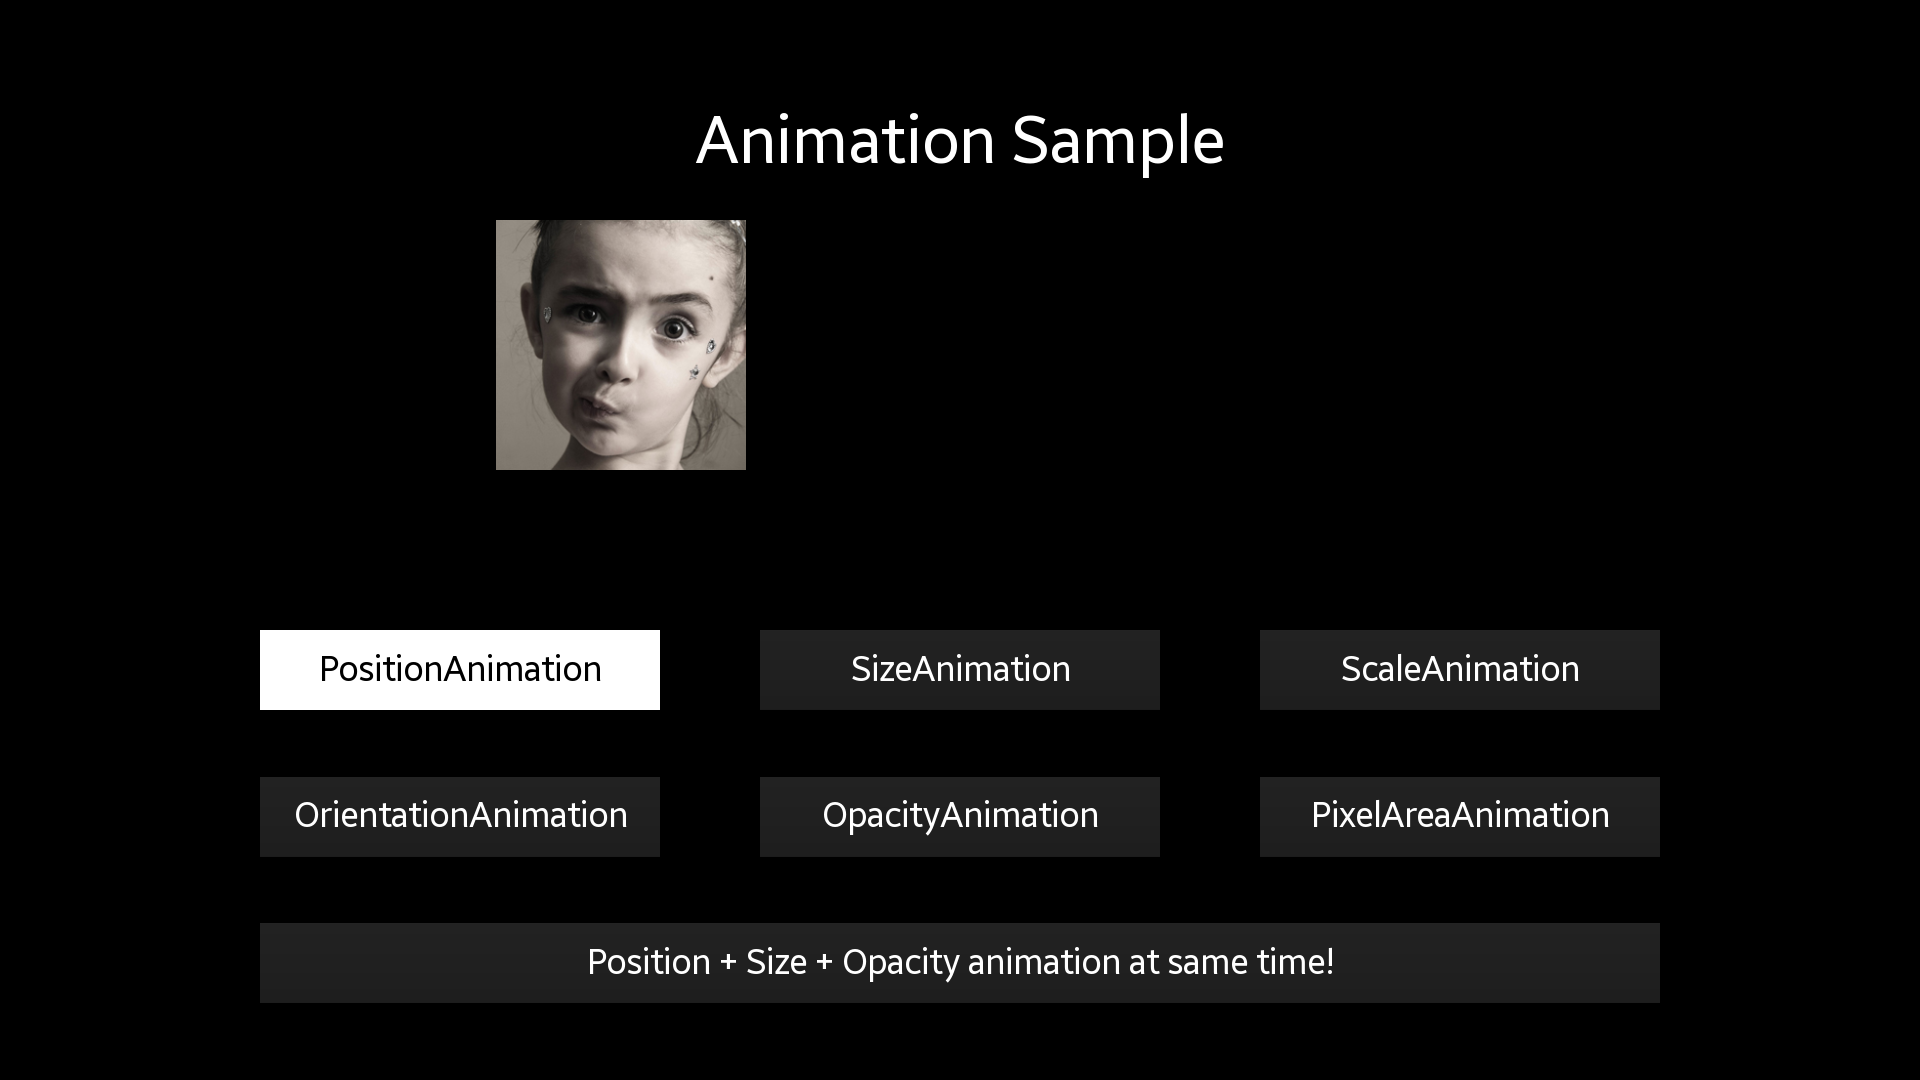 Animation Sample
PositionAnimation
SizeAnimation
ScaleAnimation
OrientationAnimation
OpacityAnimation
PixelAreaAnimation
Position + Size + Opacity animation at same time!